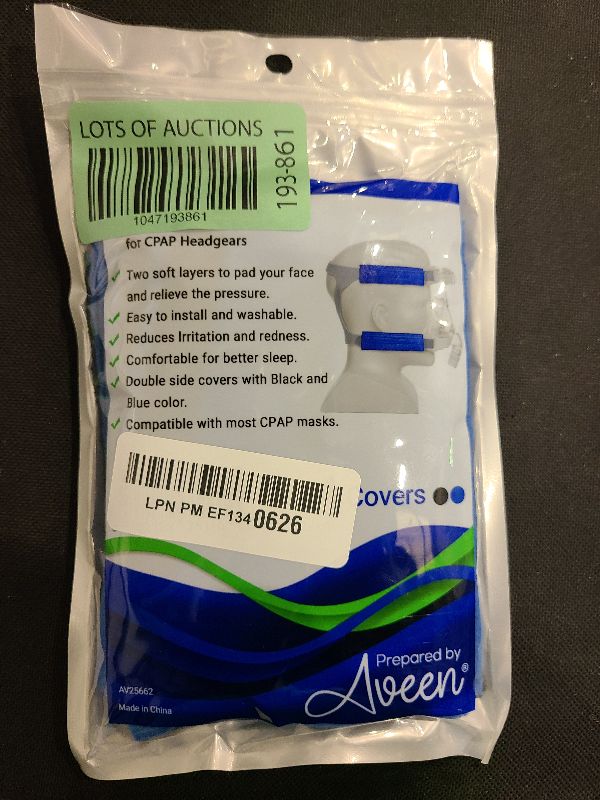 LOTS OF AUCTIONS
1047193861
193-861
for CPAP Headgears
Two soft layers to pad your face
and relieve the pressure.
Easy to install and washable.
Reduces Irritation and redness.
Comfortable for better sleep.
Double side covers with Black and
Blue color.
Compatible with most CPAP masks.
LPN PM EF134 0626
Covers
Prepared by
Aveen®
AV25662
Made in China